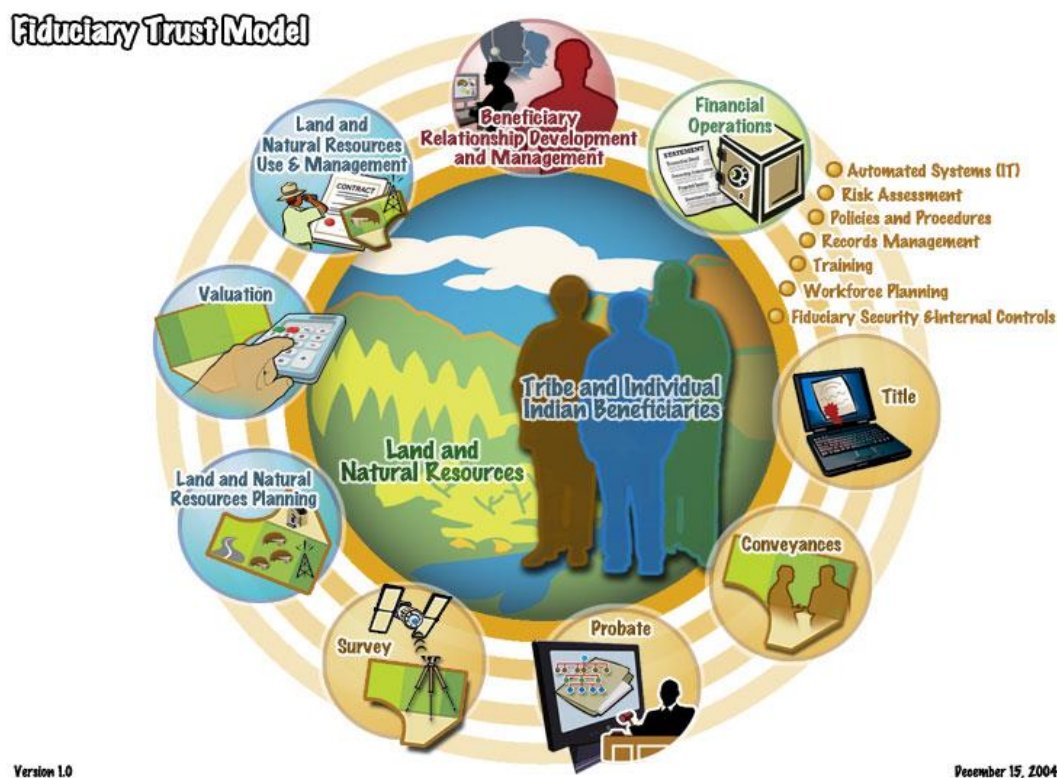 Fiduciary Trust Model
Beneficiary
Relationship Development
and Management
Financial
Operations
STATEMENT
Automated Systems (IT)
Risk Assessment
Policies and Procedures
Records Management
Training
Workforce Planning
Fiduciary Security &Internal Controls
Title
Conveyances
Probate
Survey
Land and Natural
Resources Planning
Valuation
Land and
Natural Resources
Use & Management
CONTRACT
Tribe and Individual
Indian Beneficiaries
Land and
Natural Resources
Version 1.0
December 15, 2004